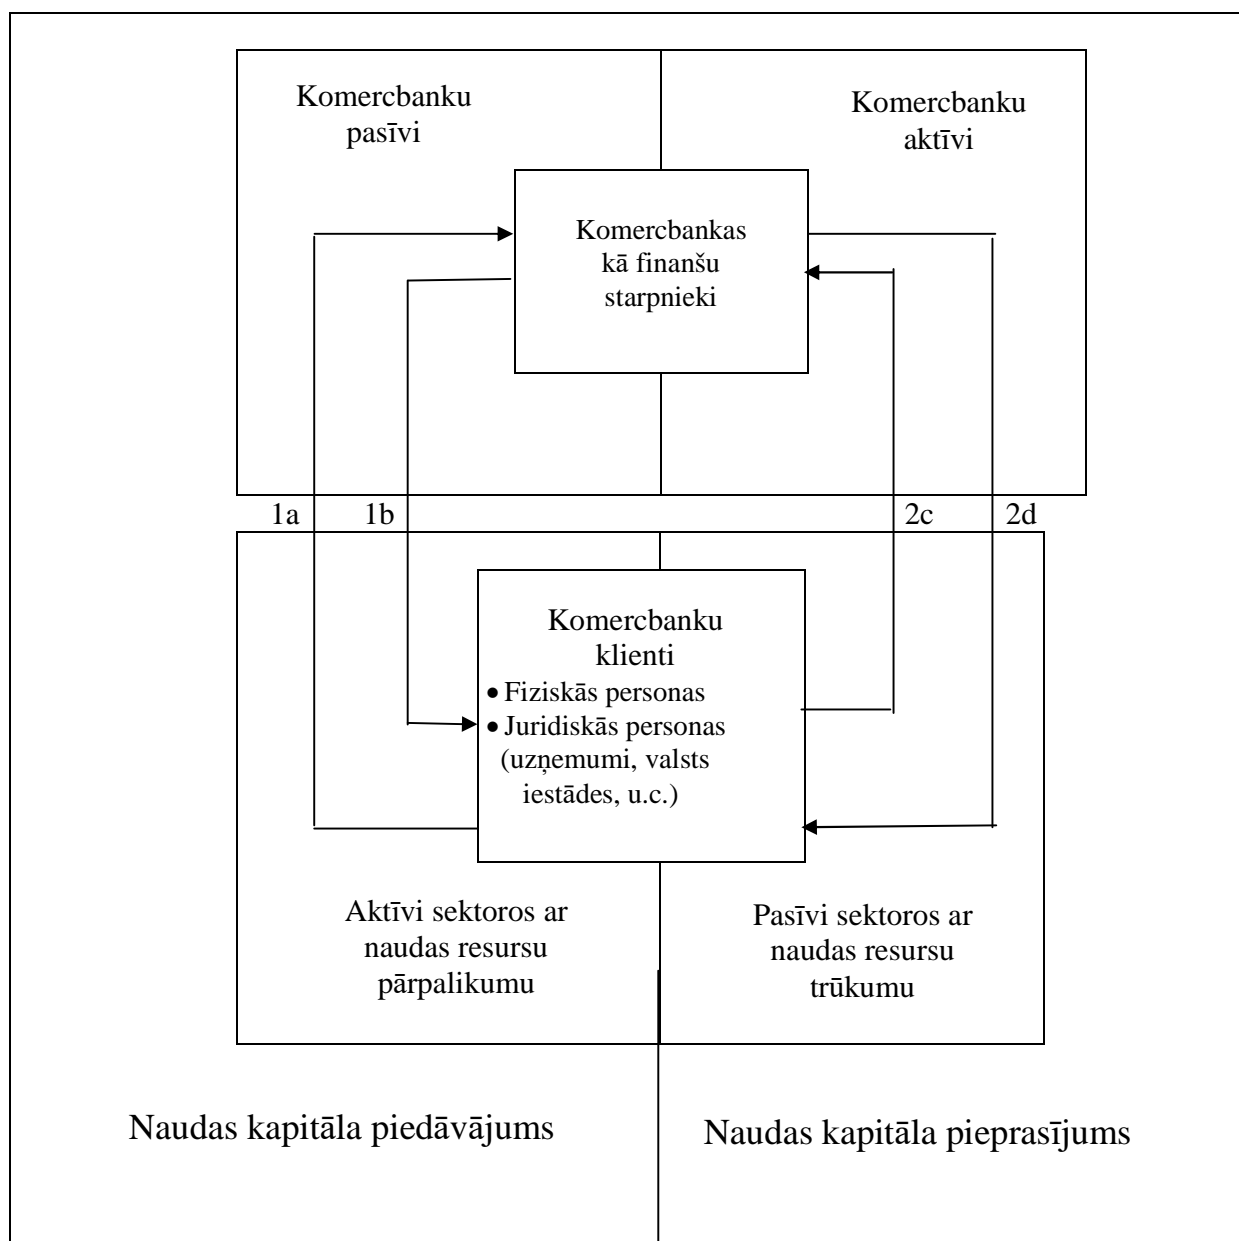 Komercbanku
pasīvi
Komercbanku
aktīvi
Komercbankas
kā finanšu
starpnieki
1a
1b
2c
2d
Komercbanku
klienti
• Fiziskās personas
• Juridiskās personas
(uzņemumi, valsts
iestādes, u.c.)
Aktīvi sektoros ar
naudas resursu
pārpalikumu
Pasīvi sektoros ar
naudas resursu
trūkumu
Naudas kapitāla piedāvājums
Naudas kapitāla pieprasījums